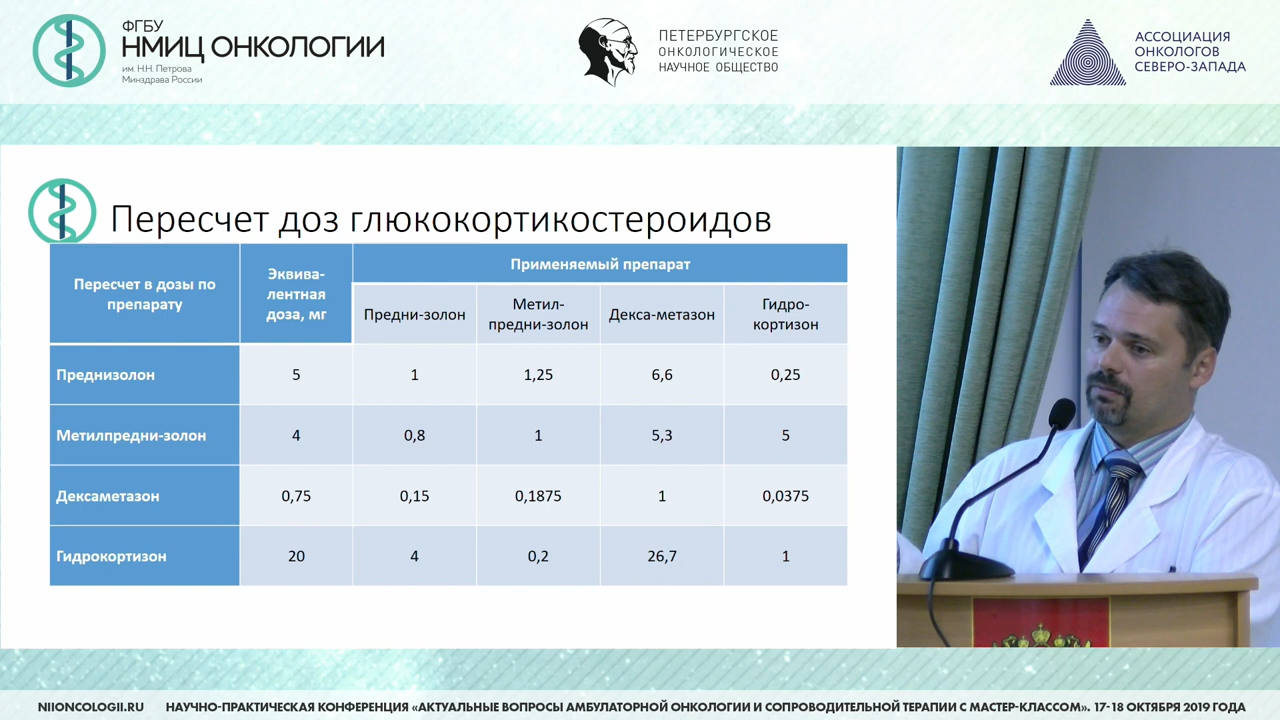 ФГБУ
НМИЦ ОНКОЛОГИИ
им. Н.Н. Петрова
Минздрава России
ПЕТЕРБУРГСКОЕ
ОНКОЛОГИЧЕСКОЕ
НАУЧНОЕ ОБЩЕСТВО
АССОЦИАЦИЯ
ОНКОЛОГОВ
СЕВЕРО-ЗАПАДА
Пересчет доз глюкокортикостероидов
Пересчет в дозы по
препарату
Эквива-
лентная
доза, мг
Применяемый препарат
Предни-золон
Метил-
предни-золон
Декса-метазон
Гидро-
кортизон
Преднизолон 5 1 1,25 6,6 0,25
Метилпредни-золон 4 0,8 1 5,3 5
Дексаметазон 0,75 0,15 0,1875 1 0,0375
Гидрокортизон 20 4 0,2 26,7 1
NIIONCOLOGII.RU НАУЧНО-ПРАКТИЧЕСКАЯ КОНФЕРЕНЦИЯ «АКТУАЛЬНЫЕ ВОПРОСЫ АМБУЛАТОРНОЙ ОНКОЛОГИИ И СОПРОВОДИТЕЛЬНОЙ ТЕРАПИИ С МАСТЕР-КЛАССОМ». 17-18 ОКТЯБРЯ 2019 ГОДА